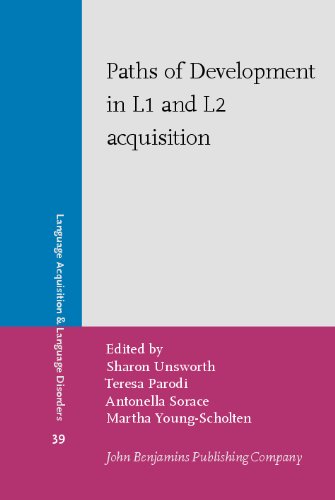 Paths of Development
in L1 and L2
acquisition
Language Acquisition & Language Disorders
39
Edited by
Sharon Unsworth
Teresa Parodi
Antonella Sorace
Martha Young-Scholten
John Benjamins Publishing Company